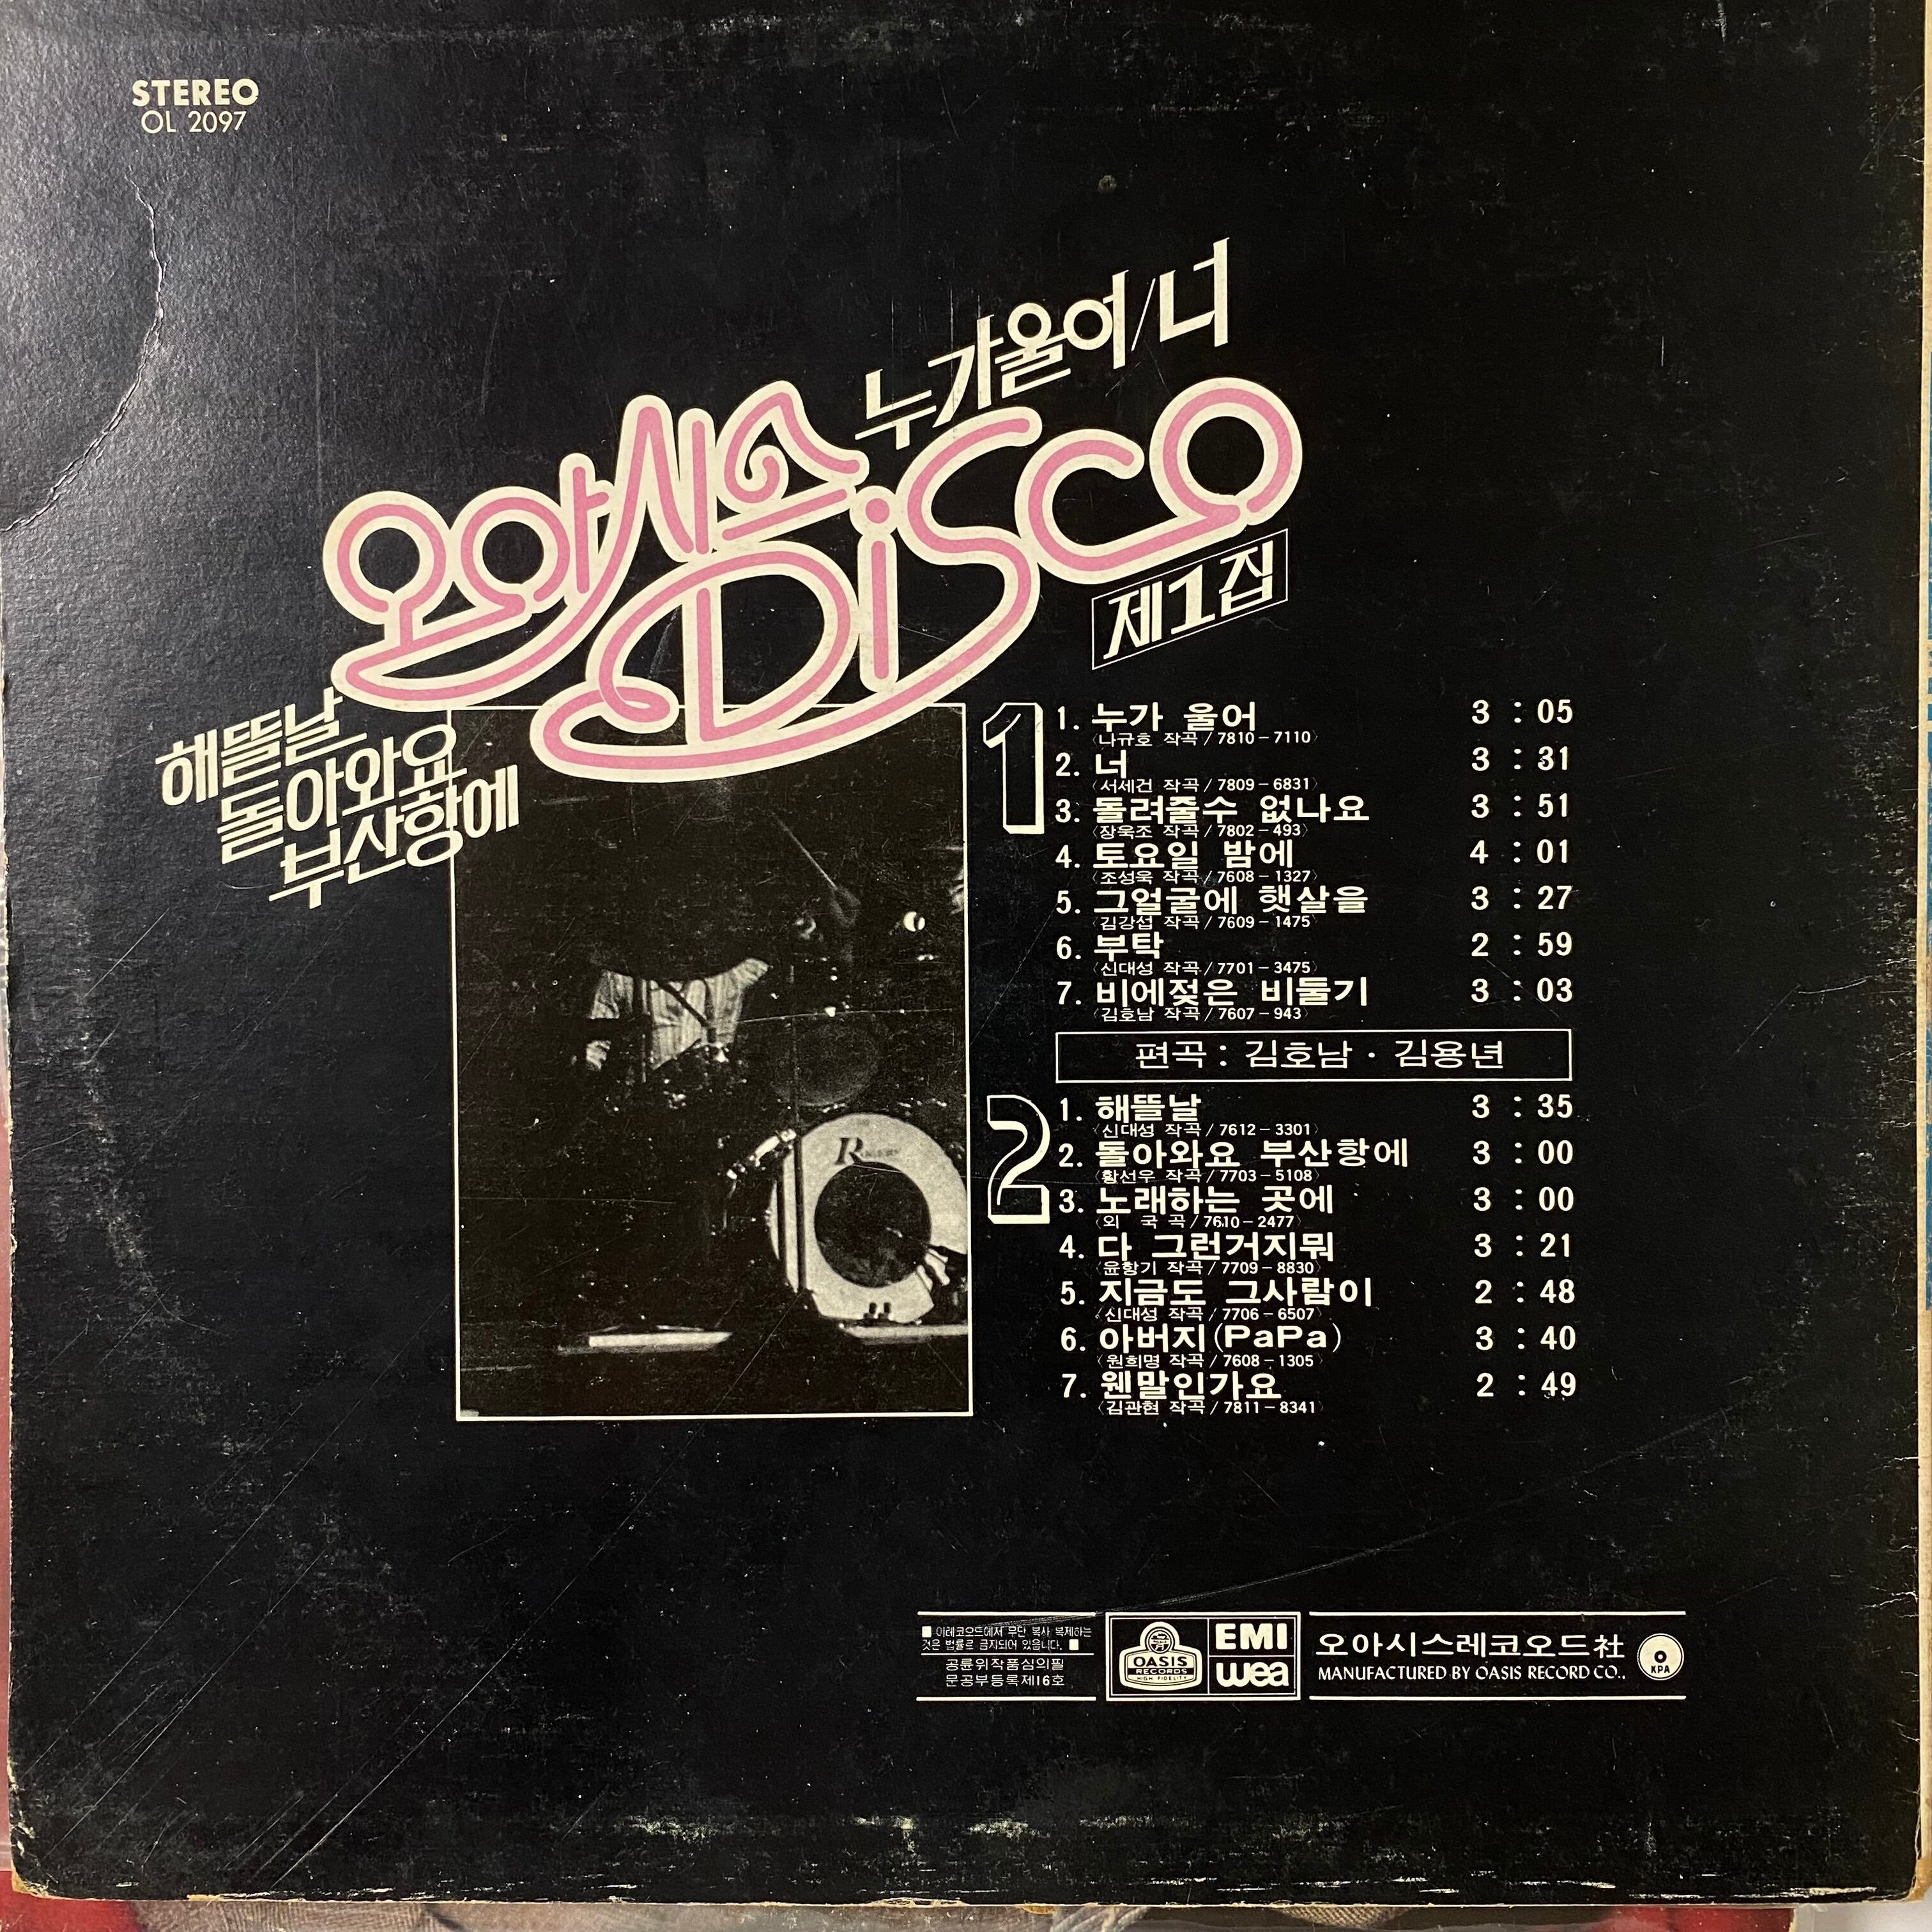 STEREO
OL 2097
누가울어/너
오아시스
DiSCO
제1집
해뜰날
돌아와요
부산항에
1
1. 누가 울어 3 : 05
〈나규호 작곡 / 7810－7110〉
2. 너 3 : 31
〈서세건 작곡 / 7809－6831〉
3. 돌려줄수 없나요 3 : 51
〈장욱조 작곡 / 7802－493〉
4. 토요일 밤에 4 : 01
〈조성욱 작곡 / 7608－1327〉
5. 그얼굴에 햇살을 3 : 27
〈김강섭 작곡 / 7609－1475〉
6. 부탁 2 : 59
〈신대성 작곡 / 7701－3475〉
7. 비에젖은 비둘기 3 : 03
〈김호남 작곡 / 7607－943〉
편곡 : 김호남 · 김용년
2
1. 해뜰날 3 : 35
〈신대성 작곡 / 7612－3301〉
2. 돌아와요 부산항에 3 : 00
〈황선우 작곡 / 7703－5108〉
3. 노래하는 곳에 3 : 00
〈외 국 곡 / 7610－2477〉
4. 다 그런거지뭐 3 : 21
〈윤항기 작곡 / 7709－8830〉
5. 지금도 그사람이 2 : 48
〈신대성 작곡 / 7706－6507〉
6. 아버지(PaPa) 3 : 40
〈원희명 작곡 / 7608－1305〉
7. 웬말인가요 2 : 49
〈김관현 작곡 / 7811－8341〉
■ 이레코오드에서 무단 복사 복제하는
것은 법률로 금지되어 있습니다. ■
공륜위작품심의필
문공부등록제16호
OASIS
RECORDS
HIGH FIDELITY
EMI
wea
오아시스레코오드社
MANUFACTURED BY OASIS RECORD CO.,
KPA